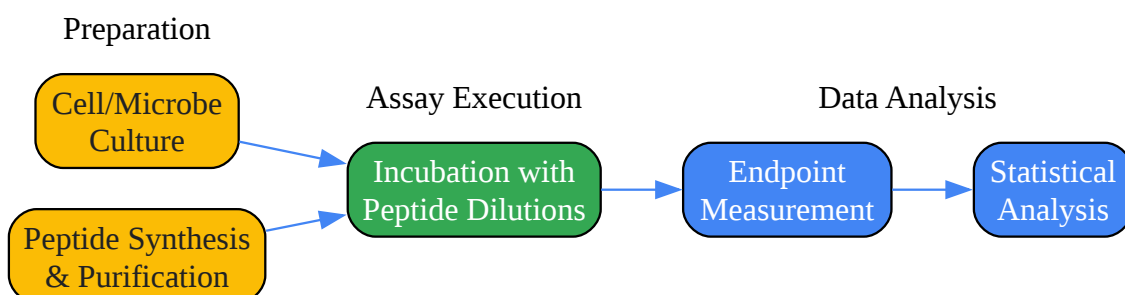 Preparation
Cell/Microbe
Culture
Peptide Synthesis
& Purification
Assay Execution
Incubation with
Peptide Dilutions
Data Analysis
Endpoint
Measurement
Statistical
Analysis